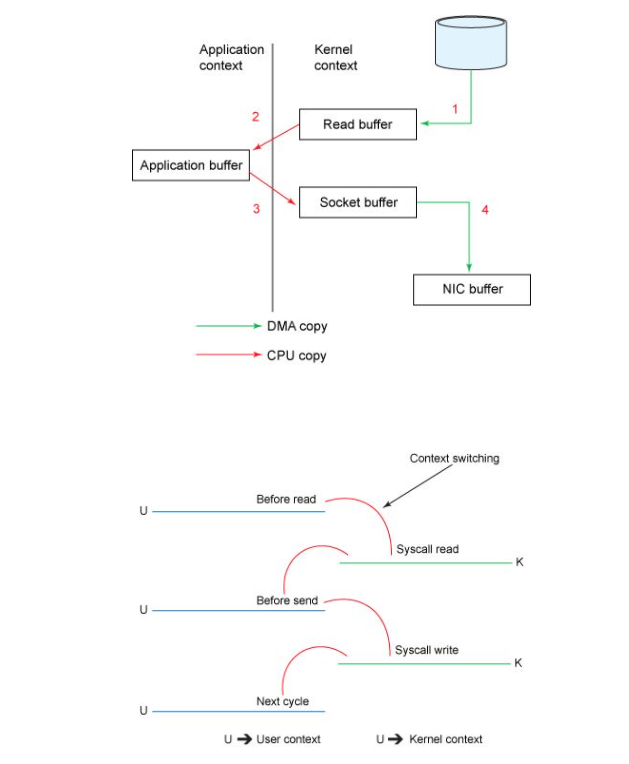 Application
context
Kernel
context
1
2
Read buffer
Application buffer
3
Socket buffer
4
NIC buffer
DMA copy
CPU copy
Context switching
Before read
U
Syscall read
K
Before send
U
Syscall write
K
Next cycle
U
U ➔ User context
U ➔ Kernel context